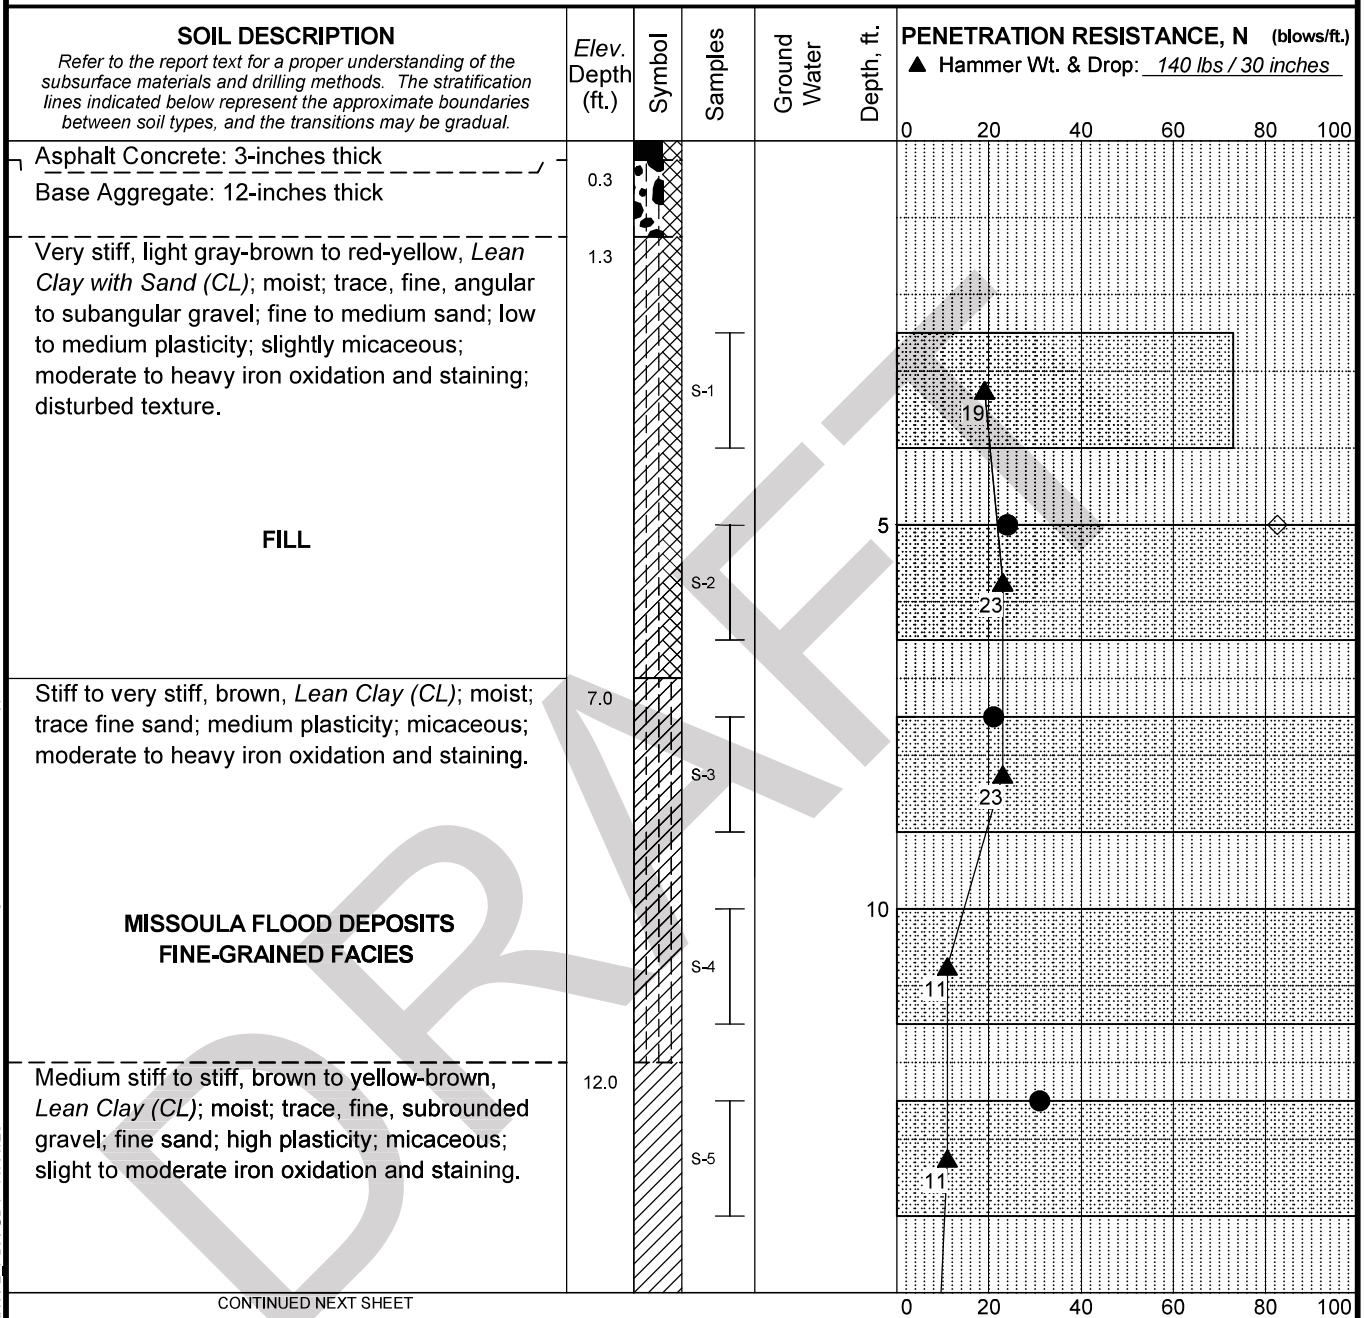 SOIL DESCRIPTION
Refer to the report text for a proper understanding of the
subsurface materials and drilling methods. The stratification
lines indicated below represent the approximate boundaries
between soil types, and the transitions may be gradual.
Elev.
Depth
(ft.)
Symbol
Samples
Ground
Water
Depth, ft.
PENETRATION RESISTANCE, N (blows/ft.)
▲ Hammer Wt. & Drop: 140 lbs / 30 inches
0 20 40 60 80 100
Asphalt Concrete: 3-inches thick
0.3
Base Aggregate: 12-inches thick
Very stiff, light gray-brown to red-yellow, Lean
1.3
Clay with Sand (CL); moist; trace, fine, angular
to subangular gravel; fine to medium sand; low
to medium plasticity; slightly micaceous;
moderate to heavy iron oxidation and staining;
disturbed texture.
S-1
19
5
FILL
S-2
23
Stiff to very stiff, brown, Lean Clay (CL); moist;
7.0
trace fine sand; medium plasticity; micaceous;
moderate to heavy iron oxidation and staining.
S-3
23
10
MISSOULA FLOOD DEPOSITS
FINE-GRAINED FACIES
S-4
11
Medium stiff to stiff, brown to yellow-brown,
12.0
Lean Clay (CL); moist; trace, fine, subrounded
gravel; fine sand; high plasticity; micaceous;
slight to moderate iron oxidation and staining.
S-5
11
CONTINUED NEXT SHEET
0 20 40 60 80 100
DRAFT